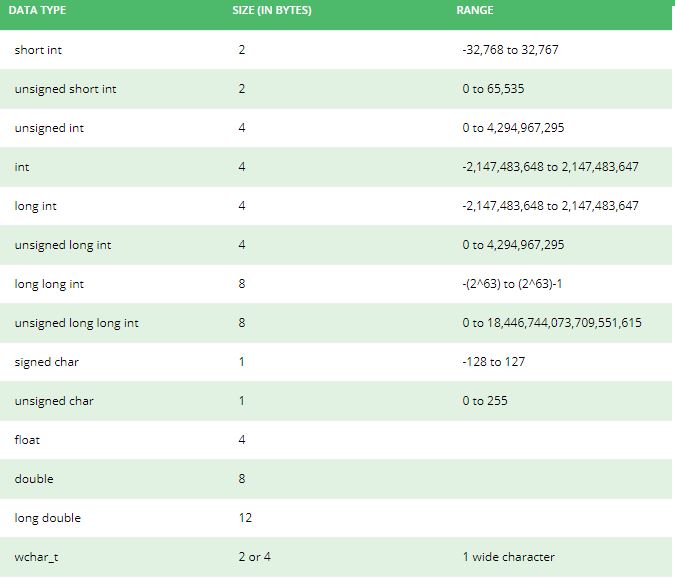 DATA TYPE SIZE (IN BYTES) RANGE
short int 2 -32,768 to 32,767
unsigned short int 2 0 to 65,535
unsigned int 4 0 to 4,294,967,295
int 4 -2,147,483,648 to 2,147,483,647
long int 4 -2,147,483,648 to 2,147,483,647
unsigned long int 4 0 to 4,294,967,295
long long int 8 -(2^63) to (2^63)-1
unsigned long long int 8 0 to 18,446,744,073,709,551,615
signed char 1 -128 to 127
unsigned char 1 0 to 255
float 4
double 8
long double 12
wchar_t 2 or 4 1 wide character